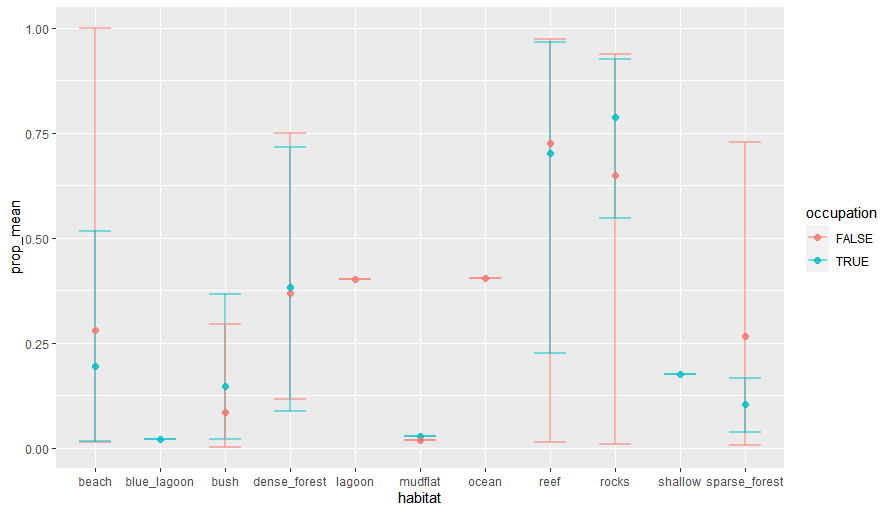 1.00
0.75
0.50
0.25
0.00
prop_mean
beach blue_lagoon bush dense_forest lagoon mudflat ocean reef rocks shallow sparse_forest
habitat
occupation
FALSE
TRUE